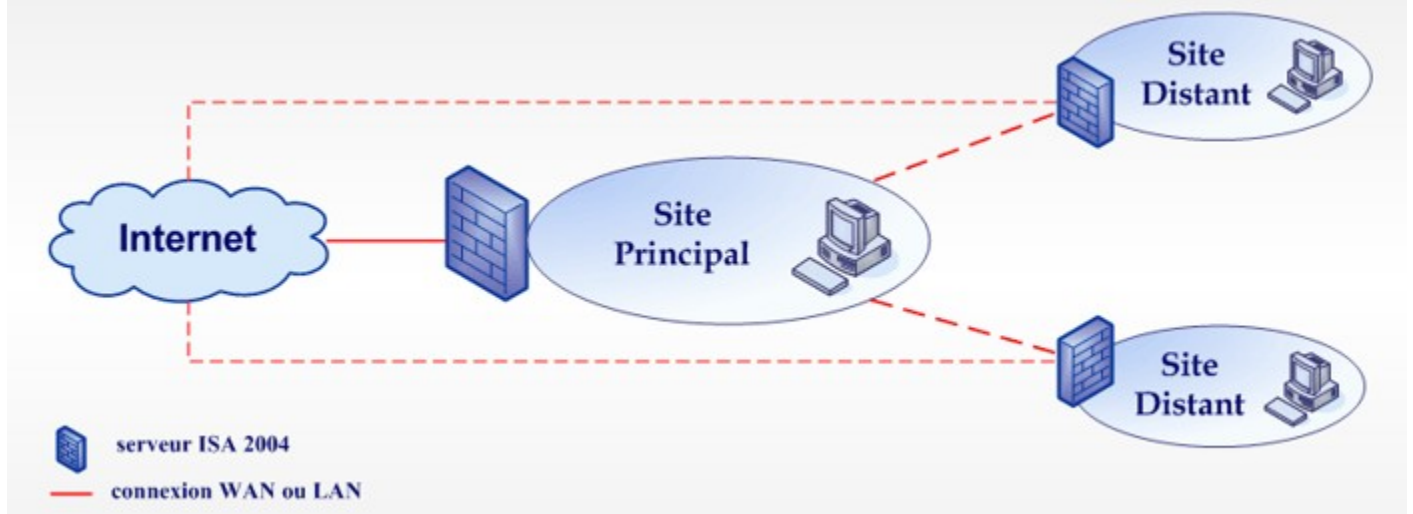 Site
Distant
Internet
Site
Principal
Site
Distant
serveur ISA 2004
connexion WAN ou LAN